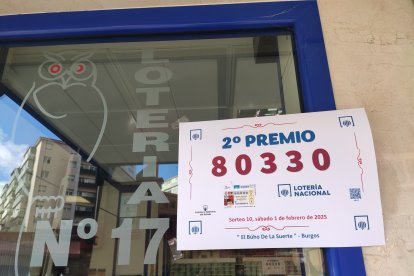 LOTERIA
Nº 17
2º PREMIO
80330
LOTERÍA
NACIONAL
Sorteo 10, sábado 1 de febrero de 2025
" El Búho De La Suerte " - Burgos